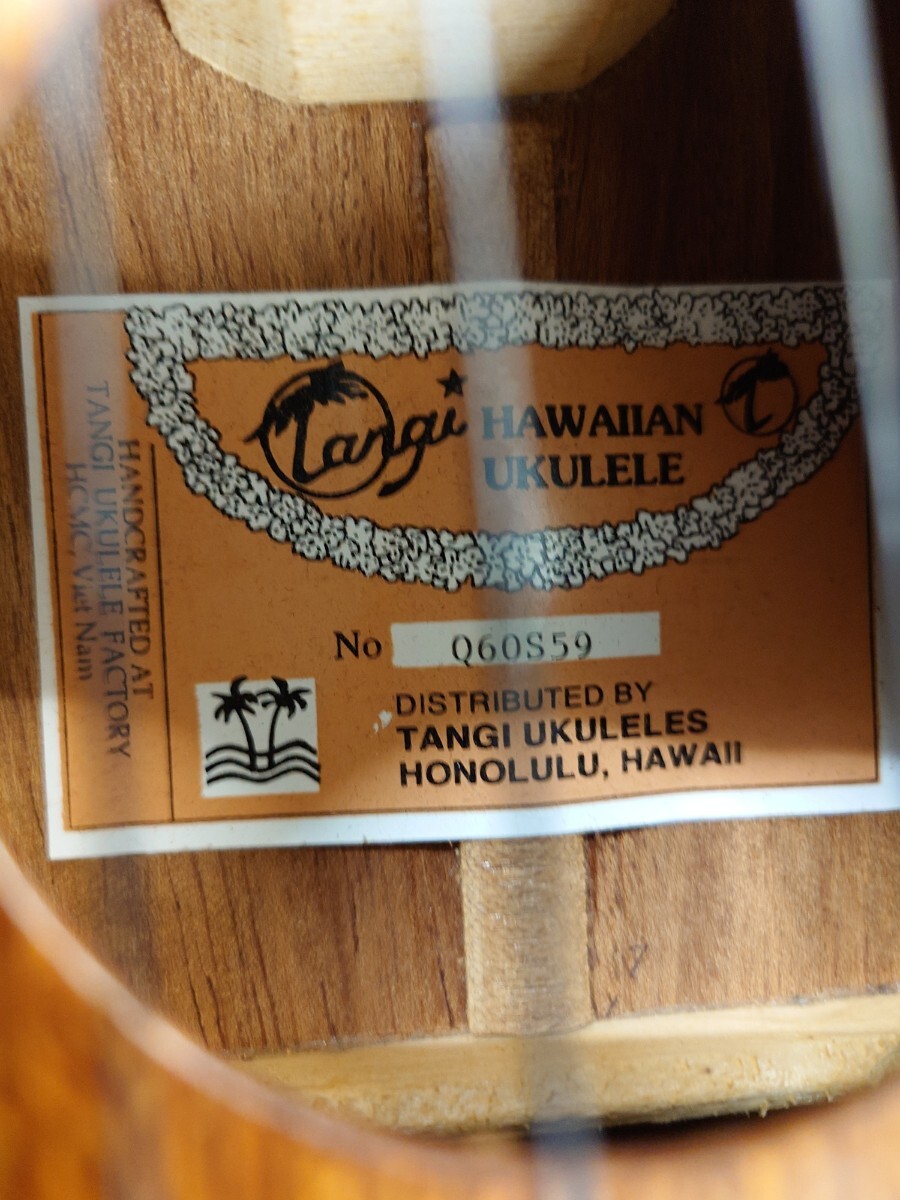 Tangi HAWAIIAN
UKULELE
No Q60S59
DISTRIBUTED BY
TANGI UKULELES
HONOLULU, HAWAII
HANDCRAFTED AT
TANGI UKULELE FACTORY
HCMC, Viet Nam